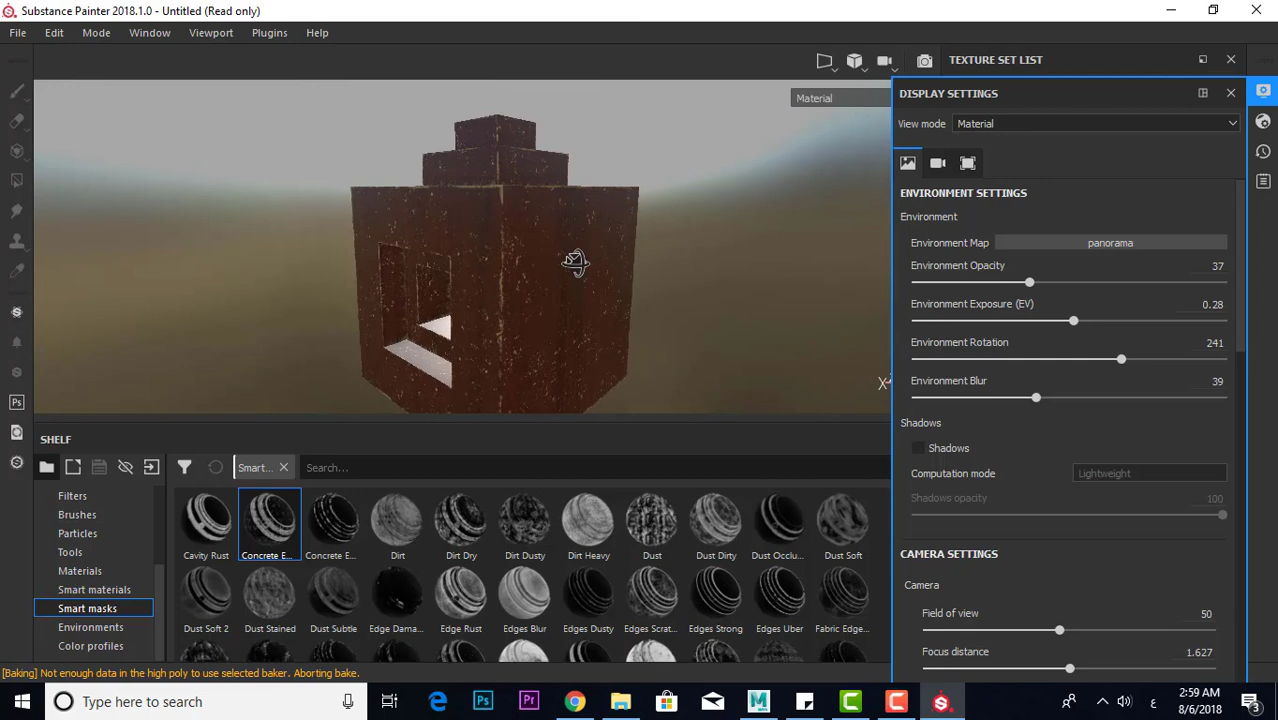 Substance Painter 2018.1.0 - Untitled (Read only)
File Edit Mode Window Viewport Plugins Help
TEXTURE SET LIST
Material
DISPLAY SETTINGS
View mode Material
ENVIRONMENT SETTINGS
Environment
Environment Map panorama
Environment Opacity 37
Environment Exposure (EV) 0.28
Environment Rotation 241
Environment Blur 39
Shadows
Shadows
Computation mode Lightweight
Shadows opacity 100
CAMERA SETTINGS
Camera
Field of view 50
Focus distance 1.627
X
SHELF
Smart... Search...
Filters
Brushes
Particles
Tools
Materials
Smart materials
Smart masks
Environments
Color profiles
Cavity Rust Concrete E... Concrete E... Dirt Dirt Dry Dirt Dusty Dirt Heavy Dust Dust Dirty Dust Occlu... Dust Soft
Dust Soft 2 Dust Stained Dust Subtle Edge Dama... Edge Rust Edges Blur Edges Dusty Edges Scrat... Edges Strong Edges Uber Fabric Edge...
[Baking] Not enough data in the high poly to use selected baker. Aborting bake.
Ps
Type here to search
Ps Pr
ع
2:59 AM
8/6/2018
3